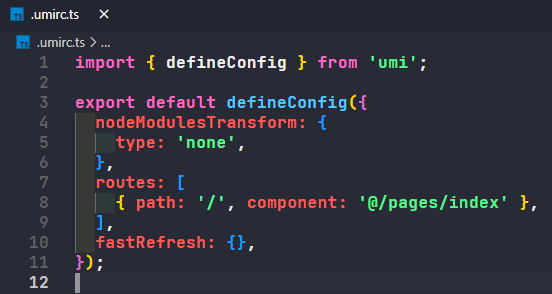 TS .umirc.ts ×
TS .umirc.ts > ...
1 import { defineConfig } from 'umi';
2
3 export default defineConfig({
4   nodeModulesTransform: {
5     type: 'none',
6   },
7   routes: [
8     { path: '/', component: '@/pages/index' },
9   ],
10   fastRefresh: {},
11 });
12